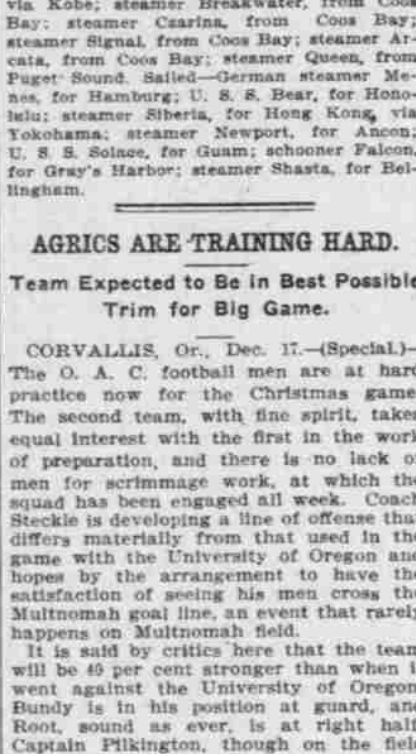 via Kobe; steamer Breakwater, from Coos
Bay; steamer Czarina, from Coos Bay;
steamer Signal, from Coos Bay; steamer Ar-
cata, from Coos Bay; steamer Queen, from
Puget Sound. Sailed—German steamer Me-
nes, for Hamburg; U. S. S. Bear, for Hono-
lulu; steamer Siberia, for Hong Kong, via
Yokohama; steamer Newport, for Ancon;
U. S. S. Solace, for Guam; schooner Falcon,
for Gray's Harbor; steamer Shasta, for Bel-
lingham.
AGRICS ARE TRAINING HARD.
Team Expected to Be in Best Possible
Trim for Big Game.
CORVALLIS, Or., Dec. 17.—(Special.)—
The O. A. C. football men are at hard
practice now for the Christmas game.
The second team, with fine spirit, takes
equal interest with the first in the work
of preparation, and there is no lack of
men for scrimmage work, at which the
squad has been engaged all week. Coach
Steckle is developing a line of offense that
differs materially from that used in the
game with the University of Oregon and
hopes by the arrangement to have the
satisfaction of seeing his men cross the
Multnomah goal line, an event that rarely
happens on Multnomah field.
It is said by critics here that the team
will be 40 per cent stronger than when i
went against the University of Oregon
Bundy is in his position at guard, and
Root, sound as ever, is at right half
Captain Pilkington, though on the